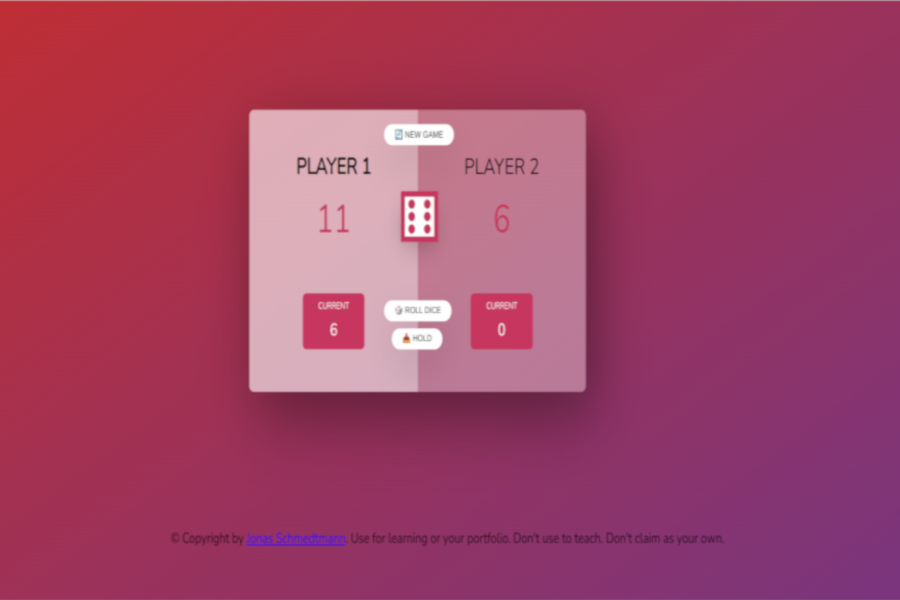 🔄 NEW GAME
PLAYER 1
PLAYER 2
11
6
CURRENT
6
CURRENT
0
🎲 ROLL DICE
📥 HOLD
© Copyright by Jonas Schmedtmann. Use for learning or your portfolio. Don't use to teach. Don't claim as your own.